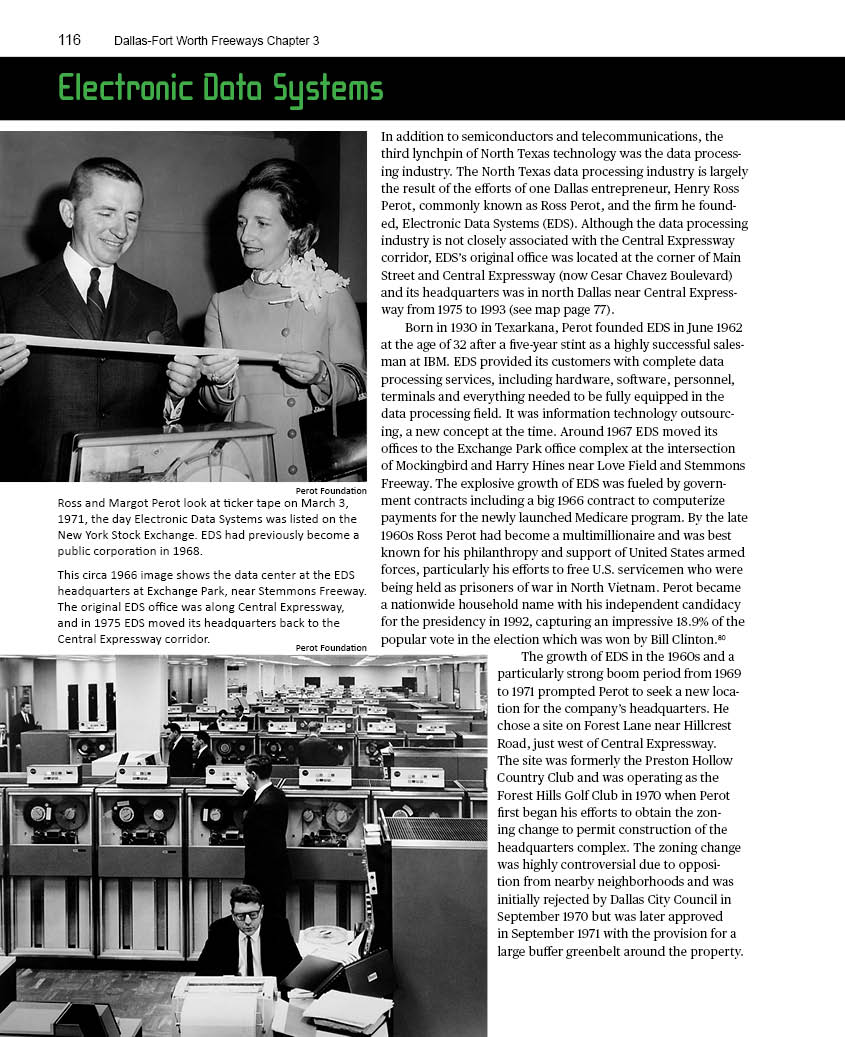 116 Dallas-Fort Worth Freeways Chapter 3
Electronic Data Systems
In addition to semiconductors and telecommunications, the
third lynchpin of North Texas technology was the data process-
ing industry. The North Texas data processing industry is largely
the result of the efforts of one Dallas entrepreneur, Henry Ross
Perot, commonly known as Ross Perot, and the firm he found-
ed, Electronic Data Systems (EDS). Although the data processing
industry is not closely associated with the Central Expressway
corridor, EDS’s original office was located at the corner of Main
Street and Central Expressway (now Cesar Chavez Boulevard)
and its headquarters was in north Dallas near Central Express-
way from 1975 to 1993 (see map page 77).
Born in 1930 in Texarkana, Perot founded EDS in June 1962
at the age of 32 after a five-year stint as a highly successful sales-
man at IBM. EDS provided its customers with complete data
processing services, including hardware, software, personnel,
terminals and everything needed to be fully equipped in the
data processing field. It was information technology outsourc-
ing, a new concept at the time. Around 1967 EDS moved its
offices to the Exchange Park office complex at the intersection
of Mockingbird and Harry Hines near Love Field and Stemmons
Freeway. The explosive growth of EDS was fueled by govern-
ment contracts including a big 1966 contract to computerize
payments for the newly launched Medicare program. By the late
1960s Ross Perot had become a multimillionaire and was best
known for his philanthropy and support of United States armed
forces, particularly his efforts to free U.S. servicemen who were
being held as prisoners of war in North Vietnam. Perot became
a nationwide household name with his independent candidacy
for the presidency in 1992, capturing an impressive 18.9% of the
popular vote in the election which was won by Bill Clinton.80
The growth of EDS in the 1960s and a
particularly strong boom period from 1969
to 1971 prompted Perot to seek a new loca-
tion for the company’s headquarters. He
chose a site on Forest Lane near Hillcrest
Road, just west of Central Expressway.
The site was formerly the Preston Hollow
Country Club and was operating as the
Forest Hills Golf Club in 1970 when Perot
first began his efforts to obtain the zon-
ing change to permit construction of the
headquarters complex. The zoning change
was highly controversial due to opposi-
tion from nearby neighborhoods and was
initially rejected by Dallas City Council in
September 1970 but was later approved
in September 1971 with the provision for a
large buffer greenbelt around the property.
Perot Foundation
Ross and Margot Perot look at ticker tape on March 3,
1971, the day Electronic Data Systems was listed on the
New York Stock Exchange. EDS had previously become a
public corporation in 1968.
This circa 1966 image shows the data center at the EDS
headquarters at Exchange Park, near Stemmons Freeway.
The original EDS office was along Central Expressway,
and in 1975 EDS moved its headquarters back to the
Central Expressway corridor.
Perot Foundation